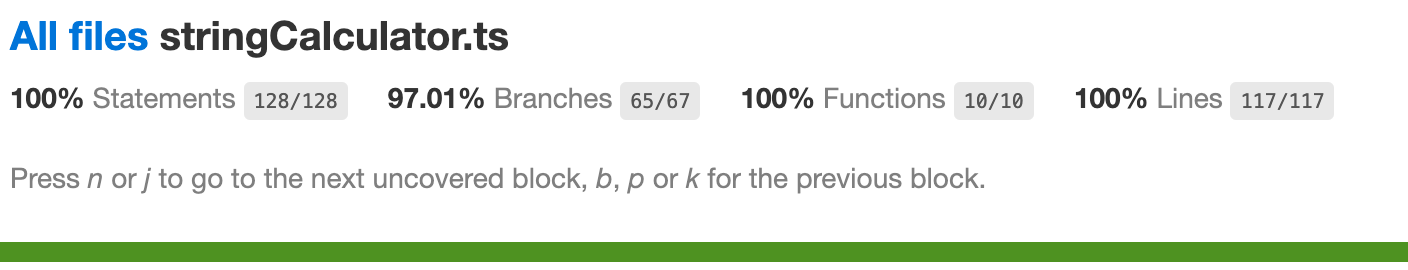 All files stringCalculator.ts
100% Statements 128/128 97.01% Branches 65/67 100% Functions 10/10 100% Lines 117/117
Press n or j to go to the next uncovered block, b, p or k for the previous block.